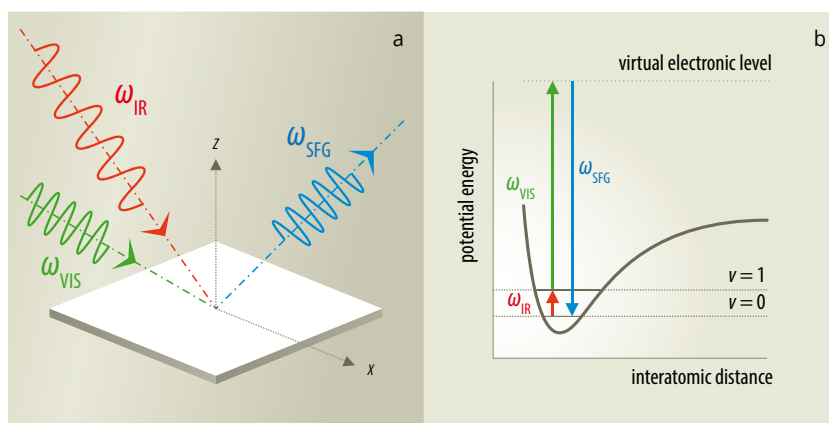 a
ω_IR
z
ω_SFG
ω_VIS
x
b
virtual electronic level
potential energy
ω_VIS
ω_SFG
v = 1
ω_IR
v = 0
interatomic distance